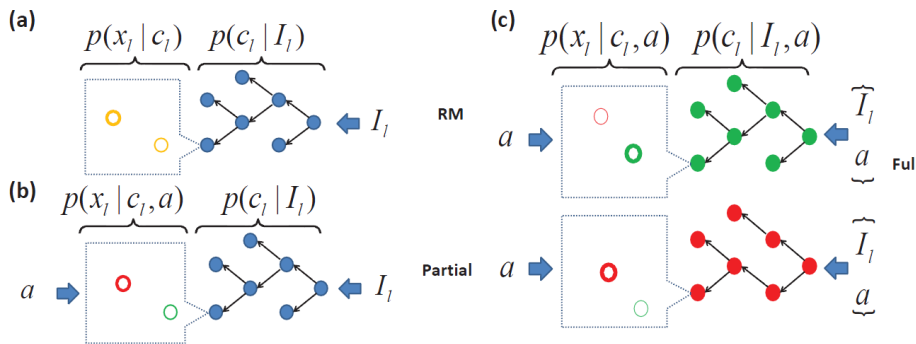 (a)
p(x_l | c_l) p(c_l | I_l)
I_l
RM
(b)
p(x_l | c_l, a) p(c_l | I_l)
a
I_l
Partial
(c)
p(x_l | c_l, a) p(c_l | I_l, a)
a
I_l
a
Ful
a
I_l
a